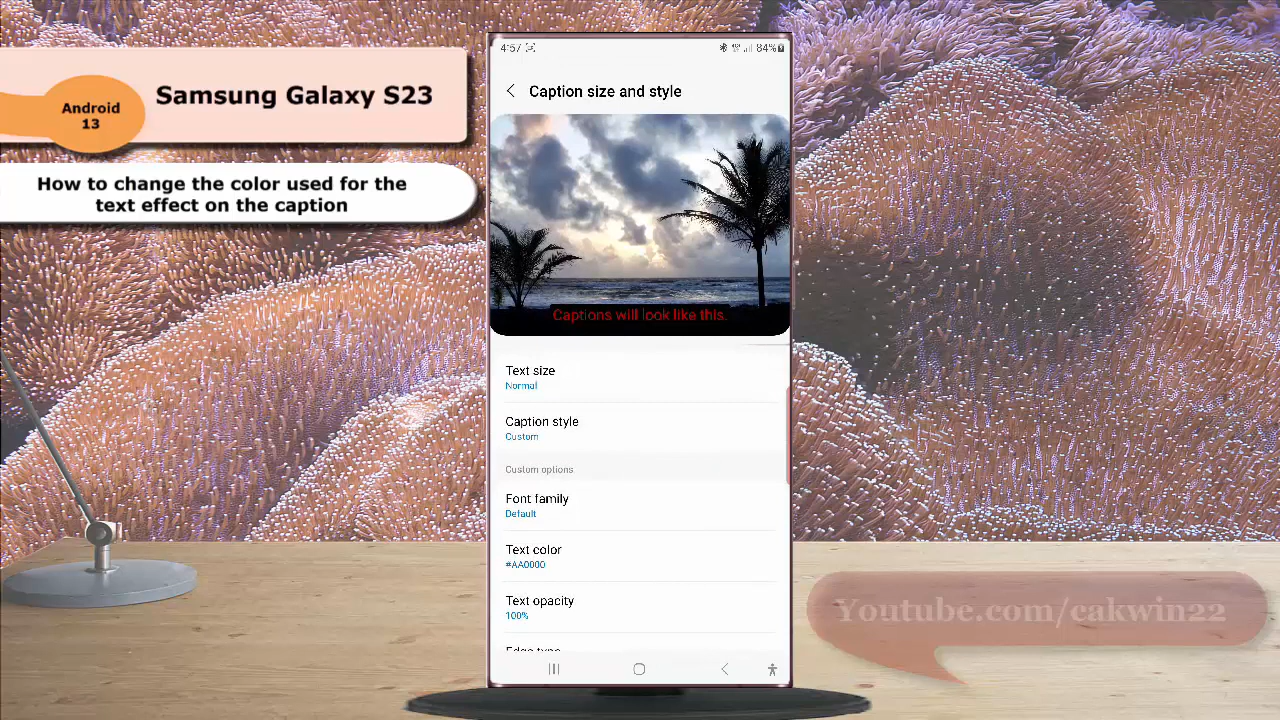 Samsung Galaxy S23
Android
13
How to change the color used for the
text effect on the caption
4:57
84%
Caption size and style
Captions will look like this.
Text size
Normal
Caption style
Custom
Custom options
Font family
Default
Text color
#AA0000
Text opacity
100%
Edge type
Youtube.com/cakwin22